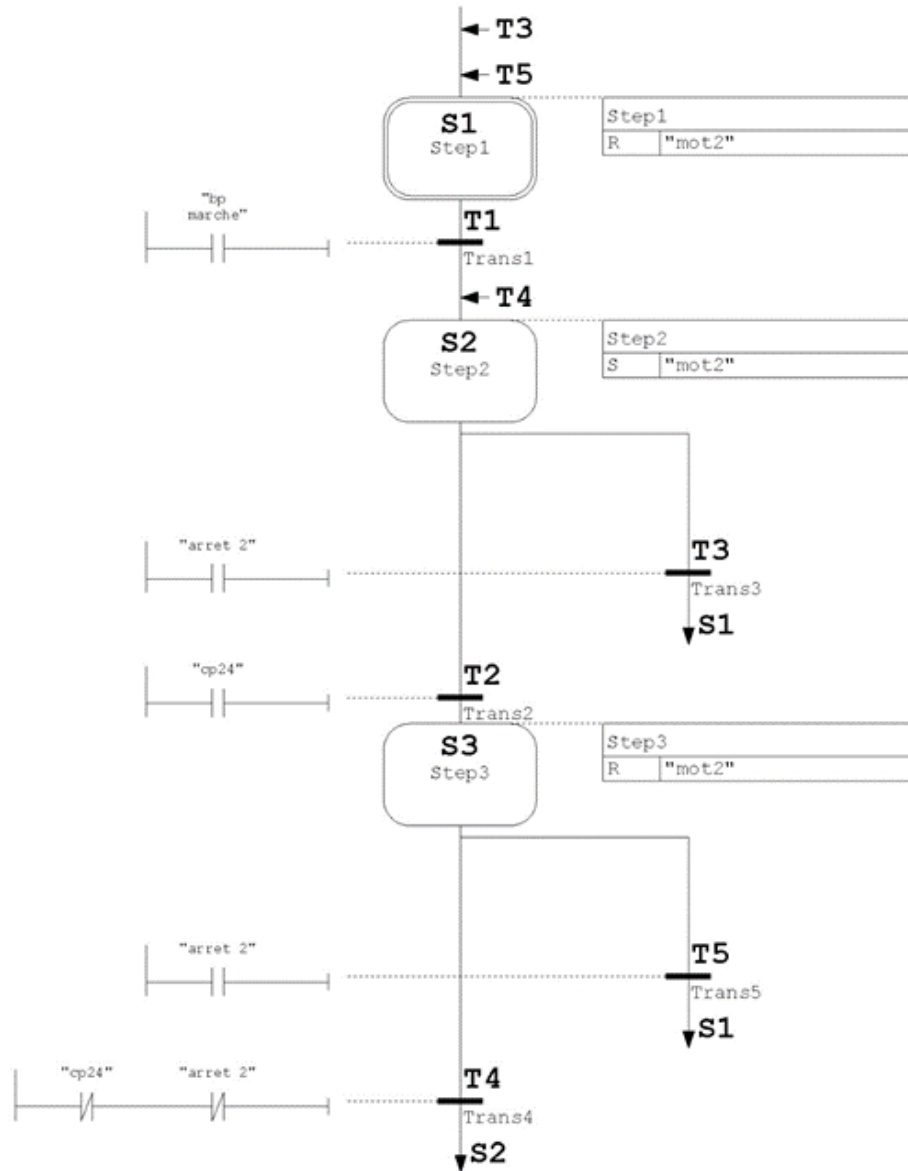 T3
T5
S1
Step1
Step1
R "mot2"
"bp
marche"
T1
Trans1
T4
S2
Step2
Step2
S "mot2"
"arret 2"
T3
Trans3
S1
"cp24"
T2
Trans2
S3
Step3
Step3
R "mot2"
"arret 2"
T5
Trans5
S1
"cp24" "arret 2"
T4
Trans4
S2